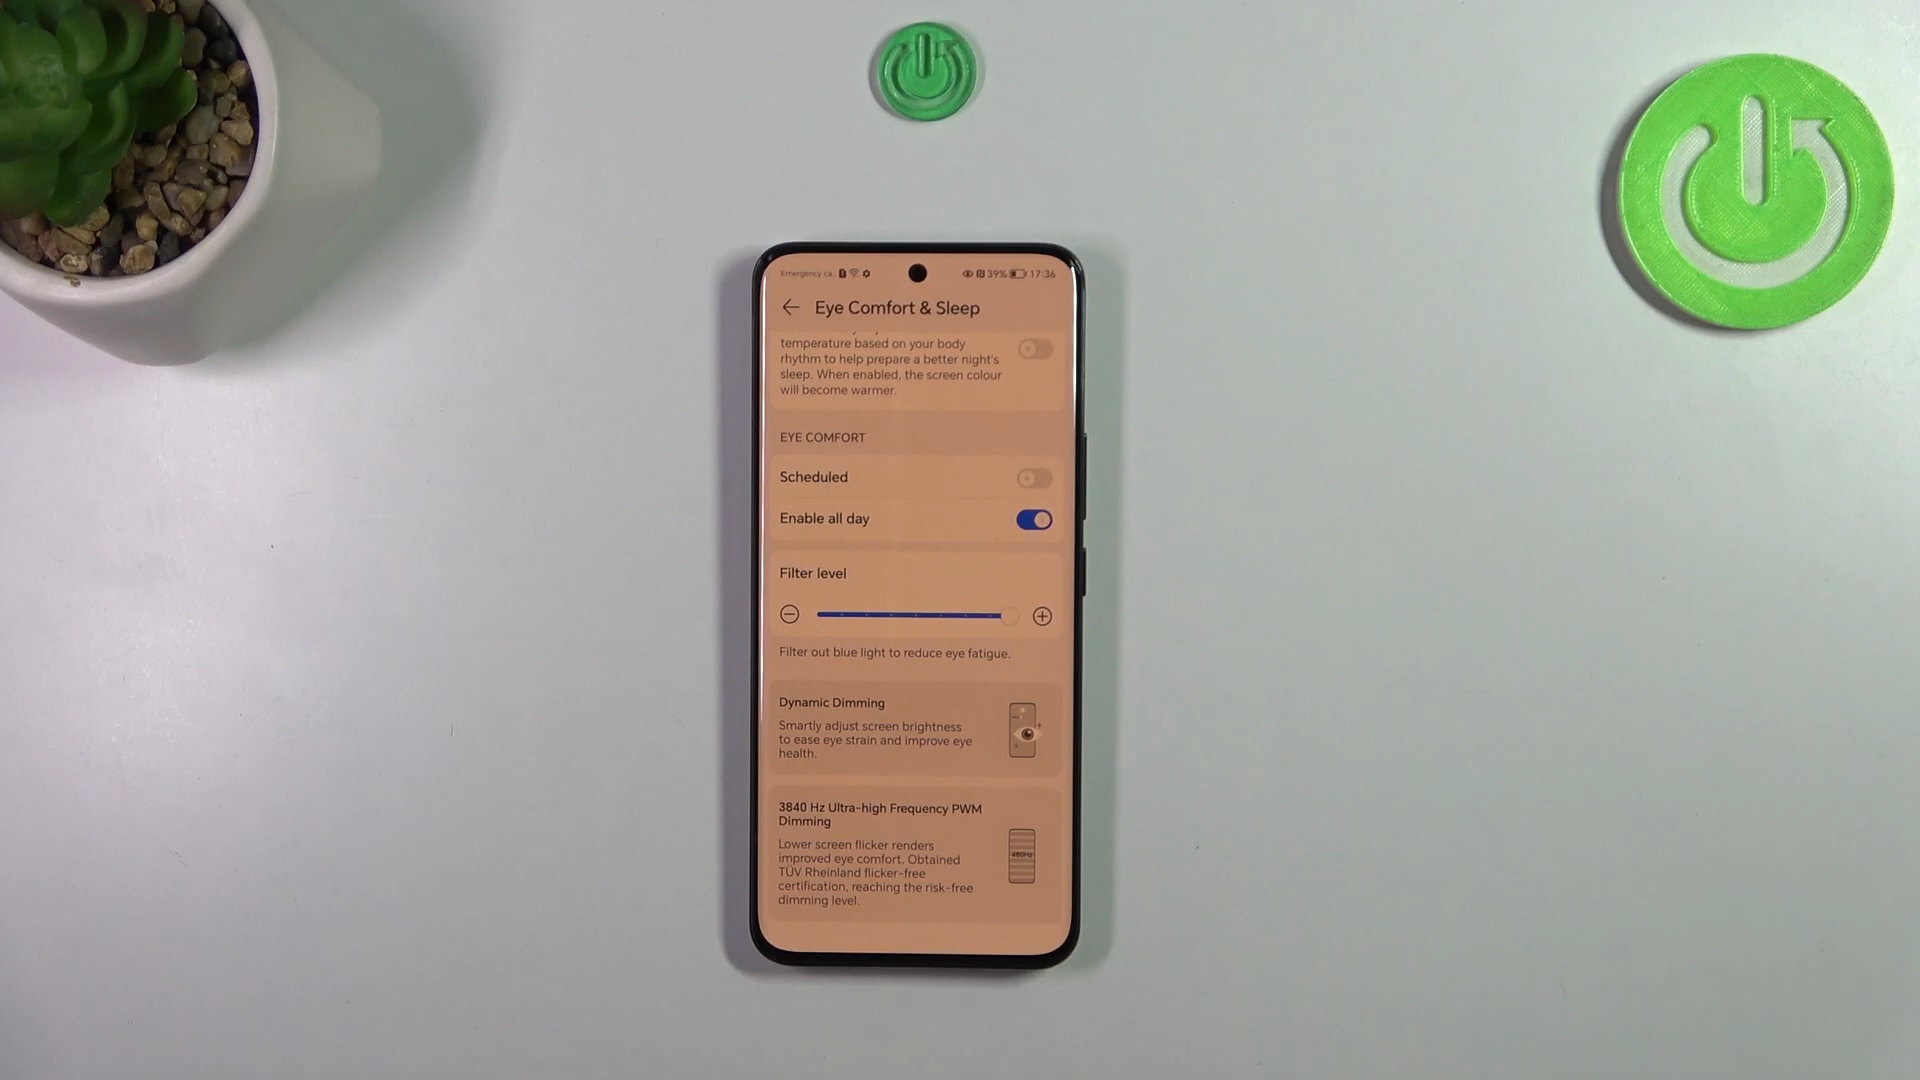 Emergency ca... 39% 17:36
Eye Comfort & Sleep
temperature based on your body
rhythm to help prepare a better night's
sleep. When enabled, the screen colour
will become warmer.
EYE COMFORT
Scheduled
Enable all day
Filter level
Filter out blue light to reduce eye fatigue.
Dynamic Dimming
Smartly adjust screen brightness
to ease eye strain and improve eye
health.
3840 Hz Ultra-high Frequency PWM
Dimming
Lower screen flicker renders
improved eye comfort. Obtained
TÜV Rheinland flicker-free
certification, reaching the risk-free
dimming level.
480Hz